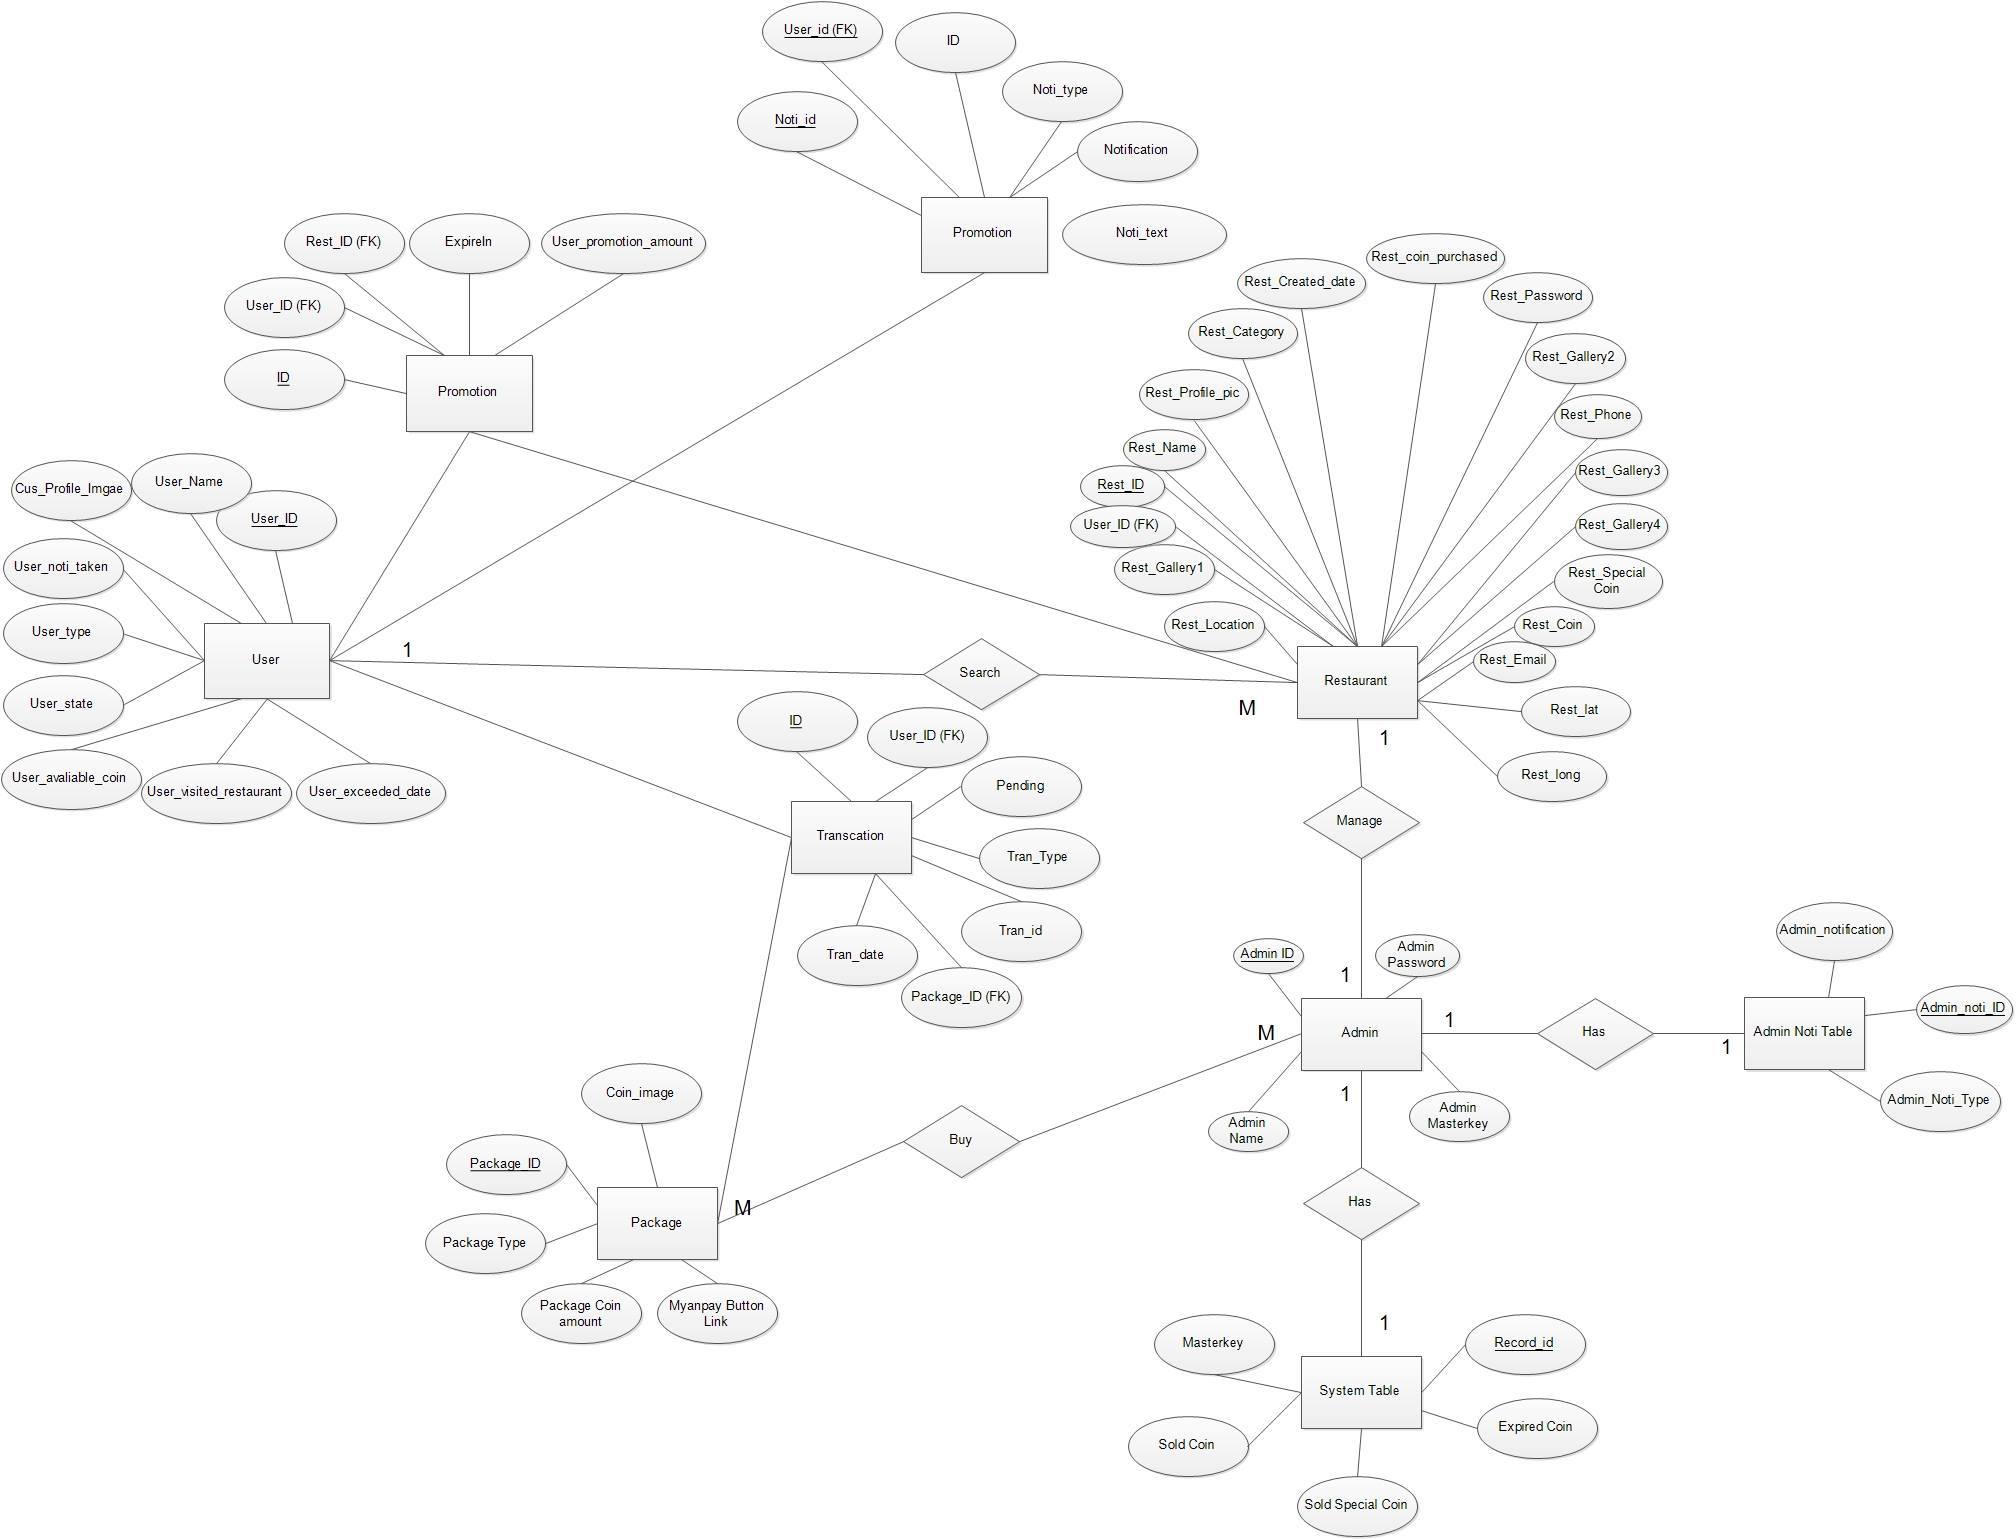 User_id (FK)
ID
Noti_type
Noti_id
Notification
Promotion
Noti_text
Rest_ID (FK)
ExpireIn
User_promotion_amount
User_ID (FK)
ID
Promotion
Rest_coin_purchased
Rest_Created_date
Rest_Password
Rest_Category
Rest_Gallery2
Rest_Profile_pic
Rest_Phone
Rest_Name
Rest_Gallery3
Rest_ID
User_ID (FK)
Rest_Gallery4
Rest_Gallery1
Rest_Special
Coin
Rest_Location
Rest_Coin
Rest_Email
Restaurant
Rest_lat
Rest_long
Cus_Profile_Imgae
User_Name
User_ID
User_noti_taken
User_type
User
User_state
User_avaliable_coin
User_visited_restaurant
User_exceeded_date
1
Search
M
1
ID
User_ID (FK)
Pending
Transcation
Tran_Type
Tran_id
Tran_date
Package_ID (FK)
Manage
1
Admin ID
Admin
Password
M
Admin
1
Has
1
Admin_notification
Admin_noti_ID
Admin Noti Table
Admin_Noti_Type
1
Admin
Name
Admin
Masterkey
Coin_image
Buy
Package_ID
M
Package
Package Type
Package Coin
amount
Myanpay Button
Link
Has
1
Masterkey
Record_id
System Table
Sold Coin
Expired Coin
Sold Special Coin